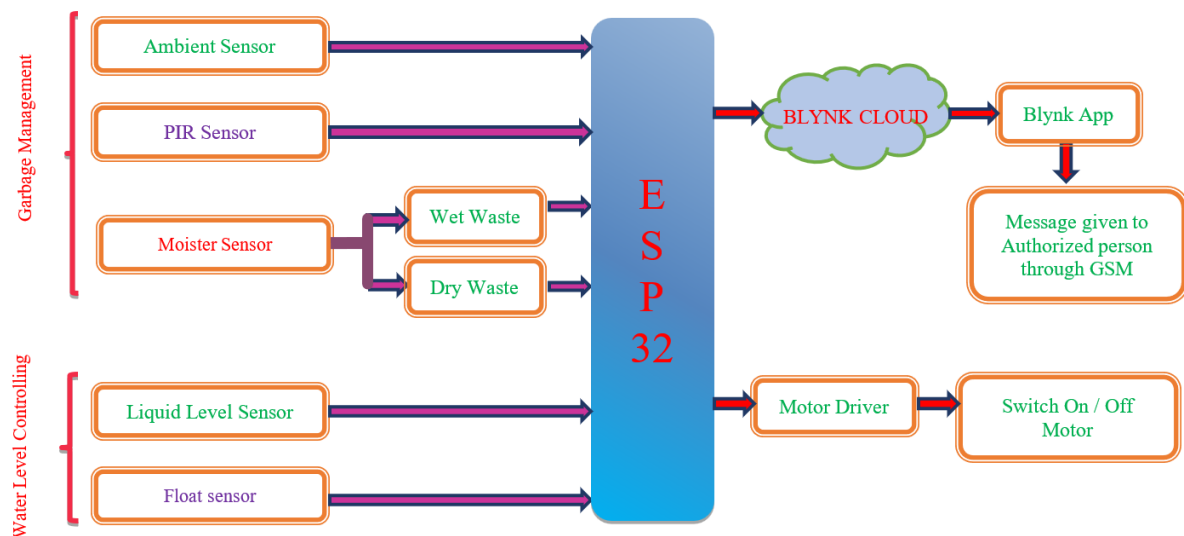 Garbage Management
Ambient Sensor
PIR Sensor
Moister Sensor
Wet Waste
Dry Waste
Water Level Controlling
Liquid Level Sensor
Float sensor
E
S
P
32
BLYNK CLOUD
Blynk App
Message given to
Authorized person
through GSM
Motor Driver
Switch On / Off
Motor